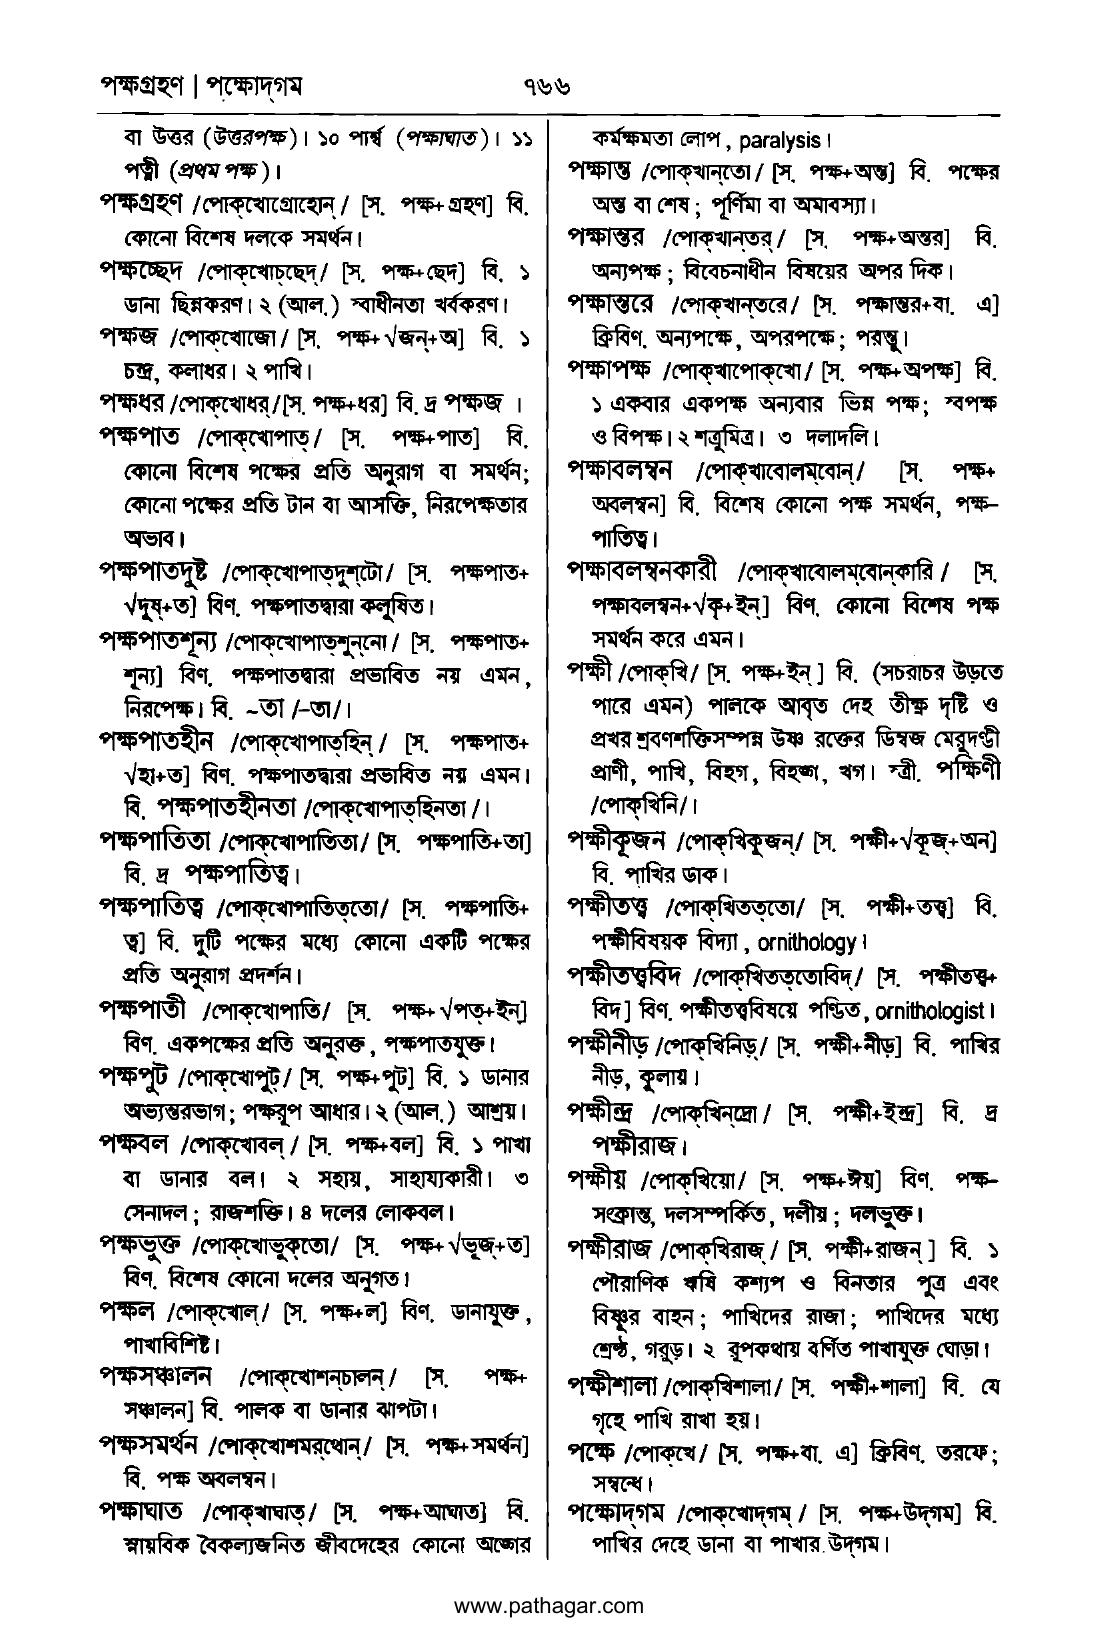 পক্ষগ্রহণ | পক্ষোদ্‌গম
৭৬৬
বা উত্তর (উত্তরপক্ষ)। ১০ পার্শ্ব (পক্ষাঘাত)। ১১
পত্নী (প্রথম পক্ষ)।
পক্ষগ্রহণ /পোক্‌খোগ্রোহোন্/ [স. পক্ষ+গ্রহণ] বি.
কোনো বিশেষ দলকে সমর্থন।
পক্ষচ্ছেদ /পোক্‌খোচ্‌ছেদ্/ [স. পক্ষ+ছেদ] বি. ১
ডানা ছিন্নকরণ। ২ (আল.) স্বাধীনতা খর্বকরণ।
পক্ষজ /পোক্‌খোজো/ [স. পক্ষ+√জন্+অ] বি. ১
চন্দ্র, কলাধর। ২ পাখি।
পক্ষধর /পোক্‌খোধর্/ [স. পক্ষ+ধর] বি. দ্র পক্ষজ ।
পক্ষপাত /পোক্‌খোপাত্/ [স. পক্ষ+পাত] বি.
কোনো বিশেষ পক্ষের প্রতি অনুরাগ বা সমর্থন;
কোনো পক্ষের প্রতি টান বা আসক্তি, নিরপেক্ষতার
অভাব।
পক্ষপাতদুষ্ট /পোক্‌খোপাত্‌দুশ্‌টো/ [স. পক্ষপাত+
√দুষ্+ত] বিণ. পক্ষপাতদ্বারা কলুষিত।
পক্ষপাতশূন্য /পোক্‌খোপাত্‌শুন্‌নো/ [স. পক্ষপাত+
শূন্য] বিণ. পক্ষপাতদ্বারা প্রভাবিত নয় এমন,
নিরপেক্ষ। বি. ~তা /–তা/।
পক্ষপাতহীন /পোক্‌খোপাত্‌হিন্/ [স. পক্ষপাত+
√হা+ত] বিণ. পক্ষপাতদ্বারা প্রভাবিত নয় এমন।
বি. পক্ষপাতহীনতা /পোক্‌খোপাত্‌হিনতা/।
পক্ষপাতিতা /পোক্‌খোপাতিতা/ [স. পক্ষপাতি+তা]
বি. দ্র পক্ষপাতিত্ব।
পক্ষপাতিত্ব /পোক্‌খোপাতিত্‌তো/ [স. পক্ষপাতি+
ত্ব] বি. দুটি পক্ষের মধ্যে কোনো একটি পক্ষের
প্রতি অনুরাগ প্রদর্শন।
পক্ষপাতী /পোক্‌খোপাতি/ [স. পক্ষ+√পত্+ইন্]
বিণ. একপক্ষের প্রতি অনুরক্ত, পক্ষপাতযুক্ত।
পক্ষপুট /পোক্‌খোপুট্/ [স. পক্ষ+পুট] বি. ১ ডানার
অভ্যন্তরভাগ; পক্ষরূপ আধার। ২ (আল.) আশ্রয়।
পক্ষবল /পোক্‌খোবল্/ [স. পক্ষ+বল] বি. ১ পাখা
বা ডানার বল। ২ সহায়, সাহায্যকারী। ৩
সেনাদল; রাজশক্তি। ৪ দলের লোকবল।
পক্ষভুক্ত /পোক্‌খোভুক্‌তো/ [স. পক্ষ+√ভূজ্+ত]
বিণ. বিশেষ কোনো দলের অনুগত।
পক্ষল /পোক্‌খোল্/ [স. পক্ষ+ল] বিণ. ডানাযুক্ত,
পাখাবিশিষ্ট।
পক্ষসঞ্চালন /পোক্‌খোশন্‌চালন্/ [স. পক্ষ+
সঞ্চালন] বি. পালক বা ডানার ঝাপটা।
পক্ষসমর্থন /পোক্‌খোশমর্‌থোন্/ [স. পক্ষ+সমর্থন]
বি. পক্ষ অবলম্বন।
পক্ষাঘাত /পোক্‌খাঘাত্/ [স. পক্ষ+আঘাত] বি.
স্নায়বিক বৈকল্যজনিত জীবদেহের কোনো অঙ্গের
কর্মক্ষমতা লোপ, paralysis।
পক্ষান্ত /পোক্‌খান্‌তো/ [স. পক্ষ+অন্ত] বি. পক্ষের
অন্ত বা শেষ; পূর্ণিমা বা অমাবস্যা।
পক্ষান্তর /পোক্‌খান্‌তর্/ [স. পক্ষ+অন্তর] বি.
অন্যপক্ষ; বিবেচনাধীন বিষয়ের অপর দিক।
পক্ষান্তরে /পোক্‌খান্‌তরে/ [স. পক্ষান্তর+বা. এ]
ক্রিবিণ. অন্যপক্ষে, অপরপক্ষে; পরন্তু।
পক্ষাপক্ষ /পোক্‌খাপোক্‌খো/ [স. পক্ষ+অপক্ষ] বি.
১ একবার একপক্ষ অন্যবার ভিন্ন পক্ষ; স্বপক্ষ
ও বিপক্ষ। ২ শত্রুমিত্র। ৩ দলাদলি।
পক্ষাবলম্বন /পোক্‌খাবোলম্‌বোন্/ [স. পক্ষ+
অবলম্বন] বি. বিশেষ কোনো পক্ষ সমর্থন, পক্ষ–
পাতিত্ব।
পক্ষাবলম্বনকারী /পোক্‌খাবোলম্‌বোন্‌কারি/ [স.
পক্ষাবলম্বন+√কৃ+ইন্] বিণ. কোনো বিশেষ পক্ষ
সমর্থন করে এমন।
পক্ষী /পোক্‌খি/ [স. পক্ষ+ইন্ ] বি. (সচরাচর উড়তে
পারে এমন) পালকে আবৃত দেহ তীক্ষ্ণ দৃষ্টি ও
প্রখর শ্রবণশক্তিসম্পন্ন উষ্ণ রক্তের ডিম্বজ মেরুদণ্ডী
প্রাণী, পাখি, বিহগ, বিহঙ্গ, খগ। স্ত্রী. পক্ষিণী
/পোক্‌খিনি/।
পক্ষীকূজন /পোক্‌খিকুজন্/ [স. পক্ষী+√কূজ্+অন]
বি. পাখির ডাক।
পক্ষীতত্ত্ব /পোক্‌খিতত্‌তো/ [স. পক্ষী+তত্ত্ব] বি.
পক্ষীবিষয়ক বিদ্যা, ornithology।
পক্ষীতত্ত্ববিদ /পোক্‌খিতত্‌তোবিদ্/ [স. পক্ষীতত্ত্ব+
বিদ] বিণ. পক্ষীতত্ত্ববিষয়ে পণ্ডিত, ornithologist।
পক্ষীনীড় /পোক্‌খিনিড়্/ [স. পক্ষী+নীড়] বি. পাখির
নীড়, কুলায়।
পক্ষীন্দ্র /পোক্‌খিন্‌দ্রো/ [স. পক্ষী+ইন্দ্র] বি. দ্র
পক্ষীরাজ।
পক্ষীয় /পোক্‌খিয়ো/ [স. পক্ষ+ঈয়] বিণ. পক্ষ–
সংক্রান্ত, দলসম্পর্কিত, দলীয়; দলভুক্ত।
পক্ষীরাজ /পোক্‌খিরাজ্/ [স. পক্ষী+রাজন্ ] বি. ১
পৌরাণিক ঋষি কশ্যপ ও বিনতার পুত্র এবং
বিষ্ণুর বাহন; পাখিদের রাজা; পাখিদের মধ্যে
শ্রেষ্ঠ, গরুড়। ২ রূপকথায় বর্ণিত পাখাযুক্ত ঘোড়া।
পক্ষীশালা /পোক্‌খিশালা/ [স. পক্ষী+শালা] বি. যে
গৃহে পাখি রাখা হয়।
পক্ষে /পোক্‌খে/ [স. পক্ষ+বা. এ] ক্রিবিণ. তরফে;
সম্বন্ধে।
পক্ষোদ্‌গম /পোক্‌খোদ্‌গম্/ [স. পক্ষ+উদ্‌গম] বি.
পাখির দেহে ডানা বা পাখার উদ্‌গম।
www.pathagar.com